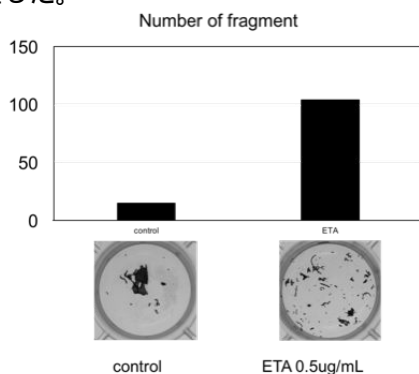 Number of fragment
150
100
50
0
control
ETA
control
ETA 0.5ug/mL